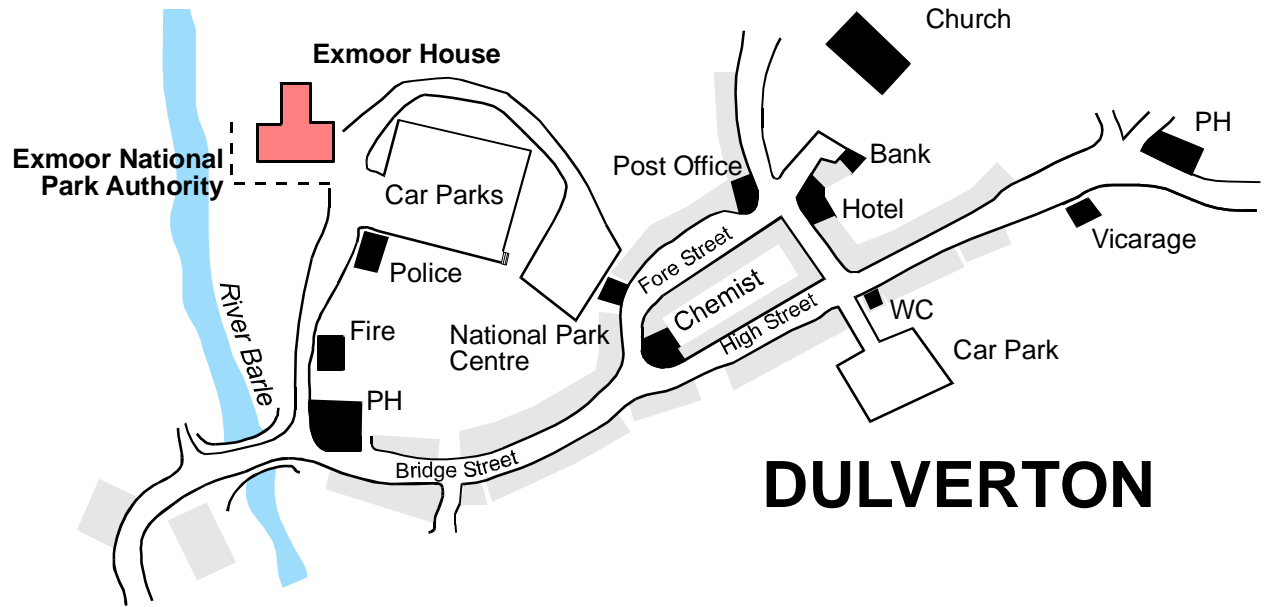 Church
Exmoor House
PH
Exmoor National
Park Authority
Post Office
Bank
Car Parks
Hotel
Vicarage
Police
Fore Street
Chemist
River Barle
Fire
National Park
Centre
High Street
WC
Car Park
PH
Bridge Street
DULVERTON